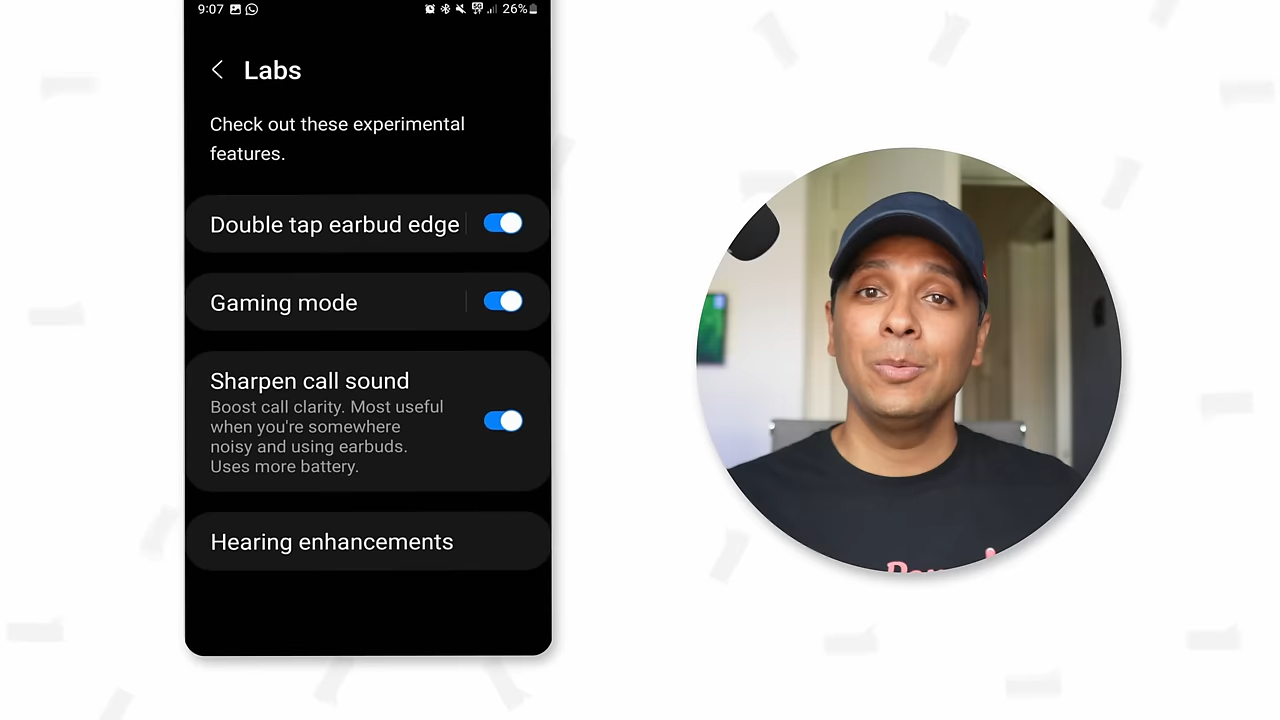 9:07
26%
Labs
Check out these experimental
features.
Double tap earbud edge
Gaming mode
Sharpen call sound
Boost call clarity. Most useful
when you're somewhere
noisy and using earbuds.
Uses more battery.
Hearing enhancements